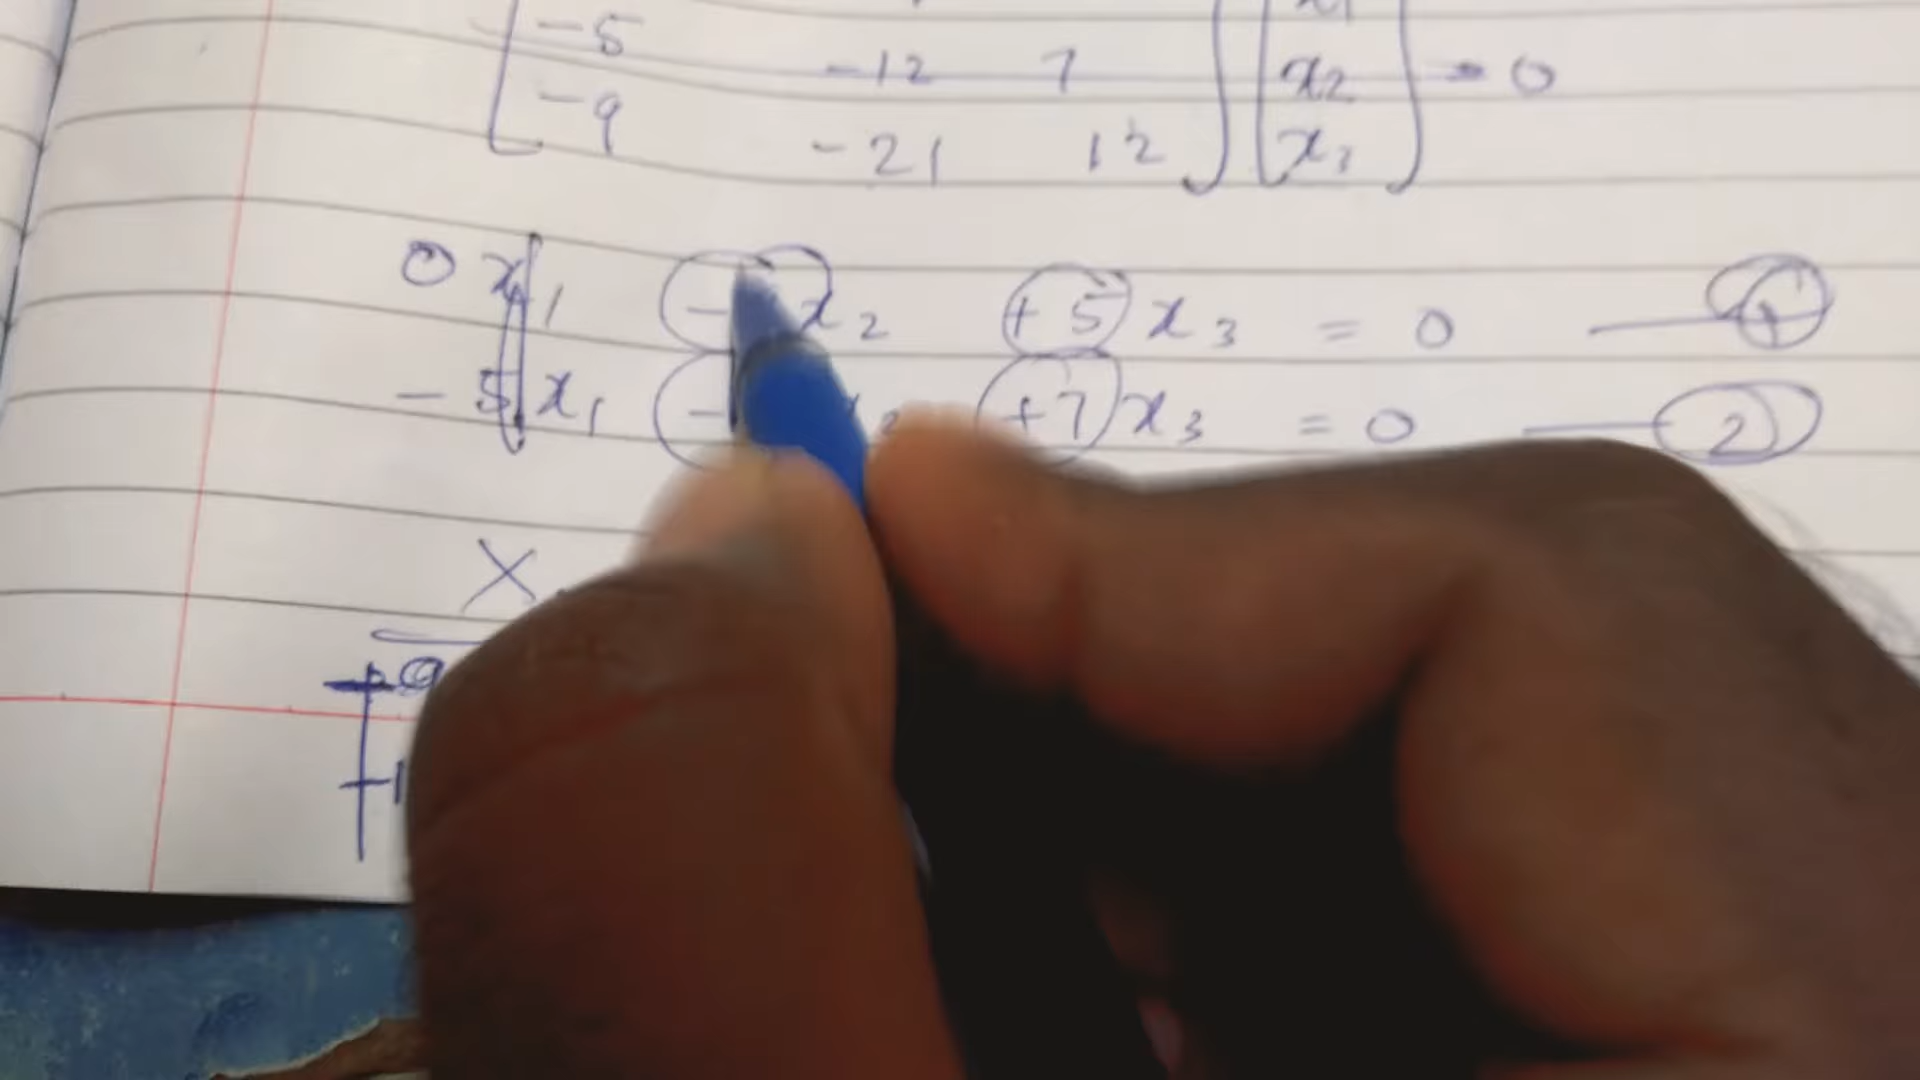 -5 -12 7 x2 = 0
-9 -21 12 x3
0 x1 - x2 +5 x3 = 0 — 1
-5 x1 - x2 +7 x3 = 0 — 2
X